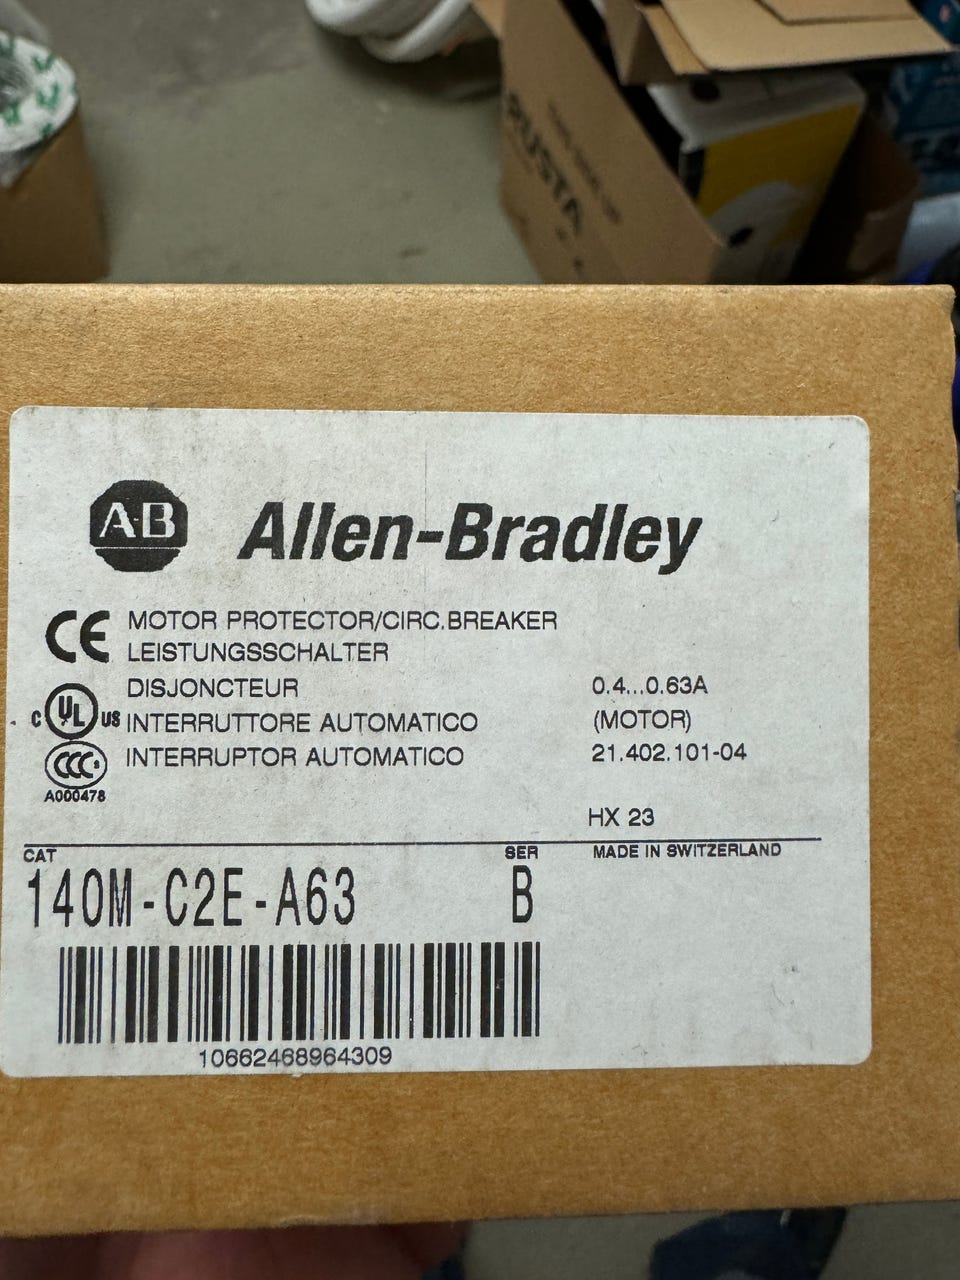 RUSTA
A-B
Allen-Bradley
CE
MOTOR PROTECTOR/CIRC.BREAKER
LEISTUNGSSCHALTER
DISJONCTEUR
0.4...0.63A
C UL US
INTERRUTTORE AUTOMATICO
(MOTOR)
CCC
INTERRUPTOR AUTOMATICO
21.402.101-04
A000478
HX 23
CAT
SER
MADE IN SWITZERLAND
140M-C2E-A63
B
10662468964309